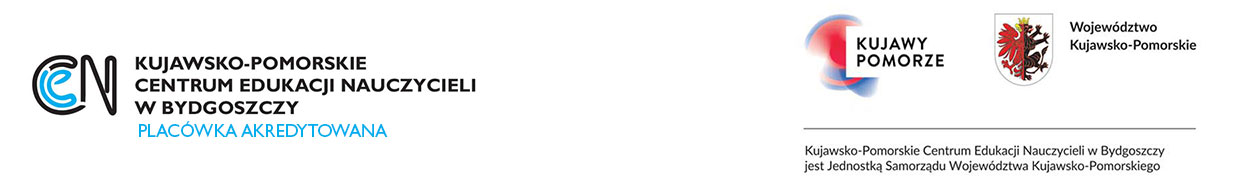 CEN
KUJAWSKO-POMORSKIE
CENTRUM EDUKACJI NAUCZYCIELI
W BYDGOSZCZY
PLACÓWKA AKREDYTOWANA
KUJAWY
POMORZE
Województwo
Kujawsko-Pomorskie
Kujawsko-Pomorskie Centrum Edukacji Nauczycieli w Bydgoszczy
jest Jednostką Samorządu Województwa Kujawsko-Pomorskiego